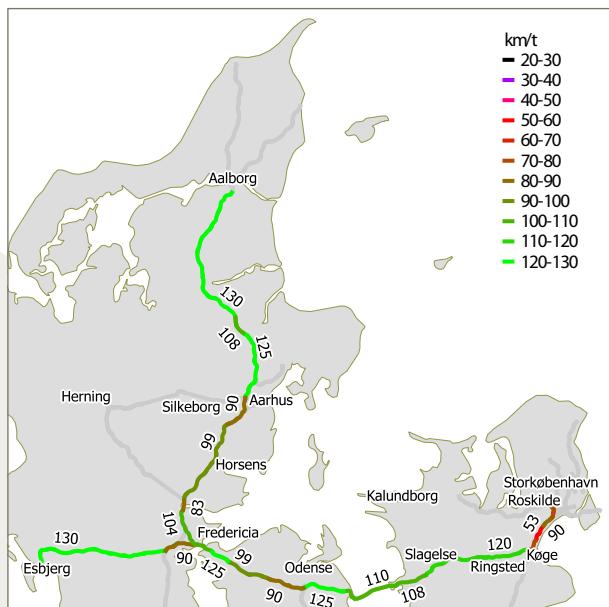 km/t
20-30
30-40
40-50
50-60
60-70
70-80
80-90
90-100
100-110
110-120
120-130
Aalborg
130
108
125
Herning
Silkeborg
90
Aarhus
99
Horsens
83
104
Fredericia
130
Esbjerg
90
125
99
90
Odense
125
110
108
Kalundborg
Slagelse
120
Ringsted
Storkøbenhavn
Roskilde
53
90
Køge